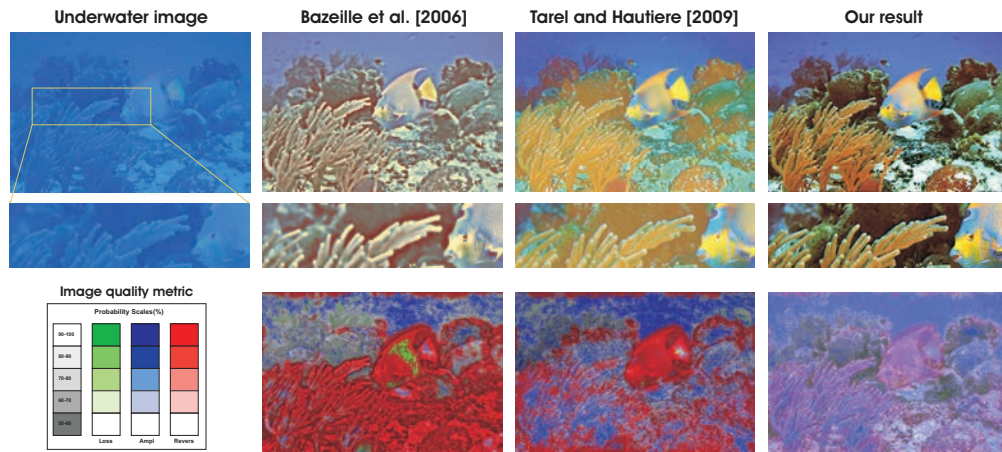 Underwater image
Bazeille et al. [2006]
Tarel and Hautiere [2009]
Our result
Image quality metric
Probability Scales(%)
90-100
80-90
70-80
60-70
50-60
Loss
Ampl
Revers